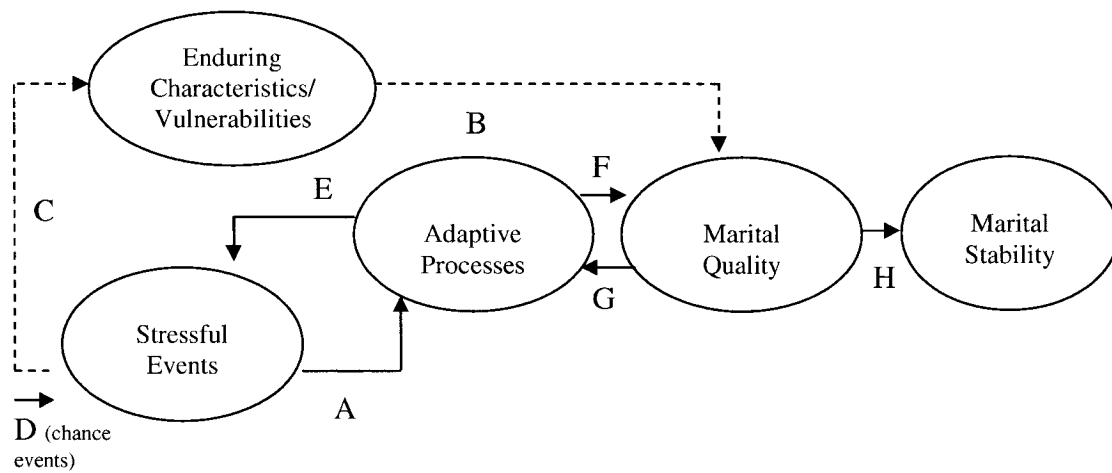 Enduring
Characteristics/
Vulnerabilities
B
F
E
C
Adaptive
Processes
Marital
Quality
Marital
Stability
G
H
Stressful
Events
A
D (chance
events)